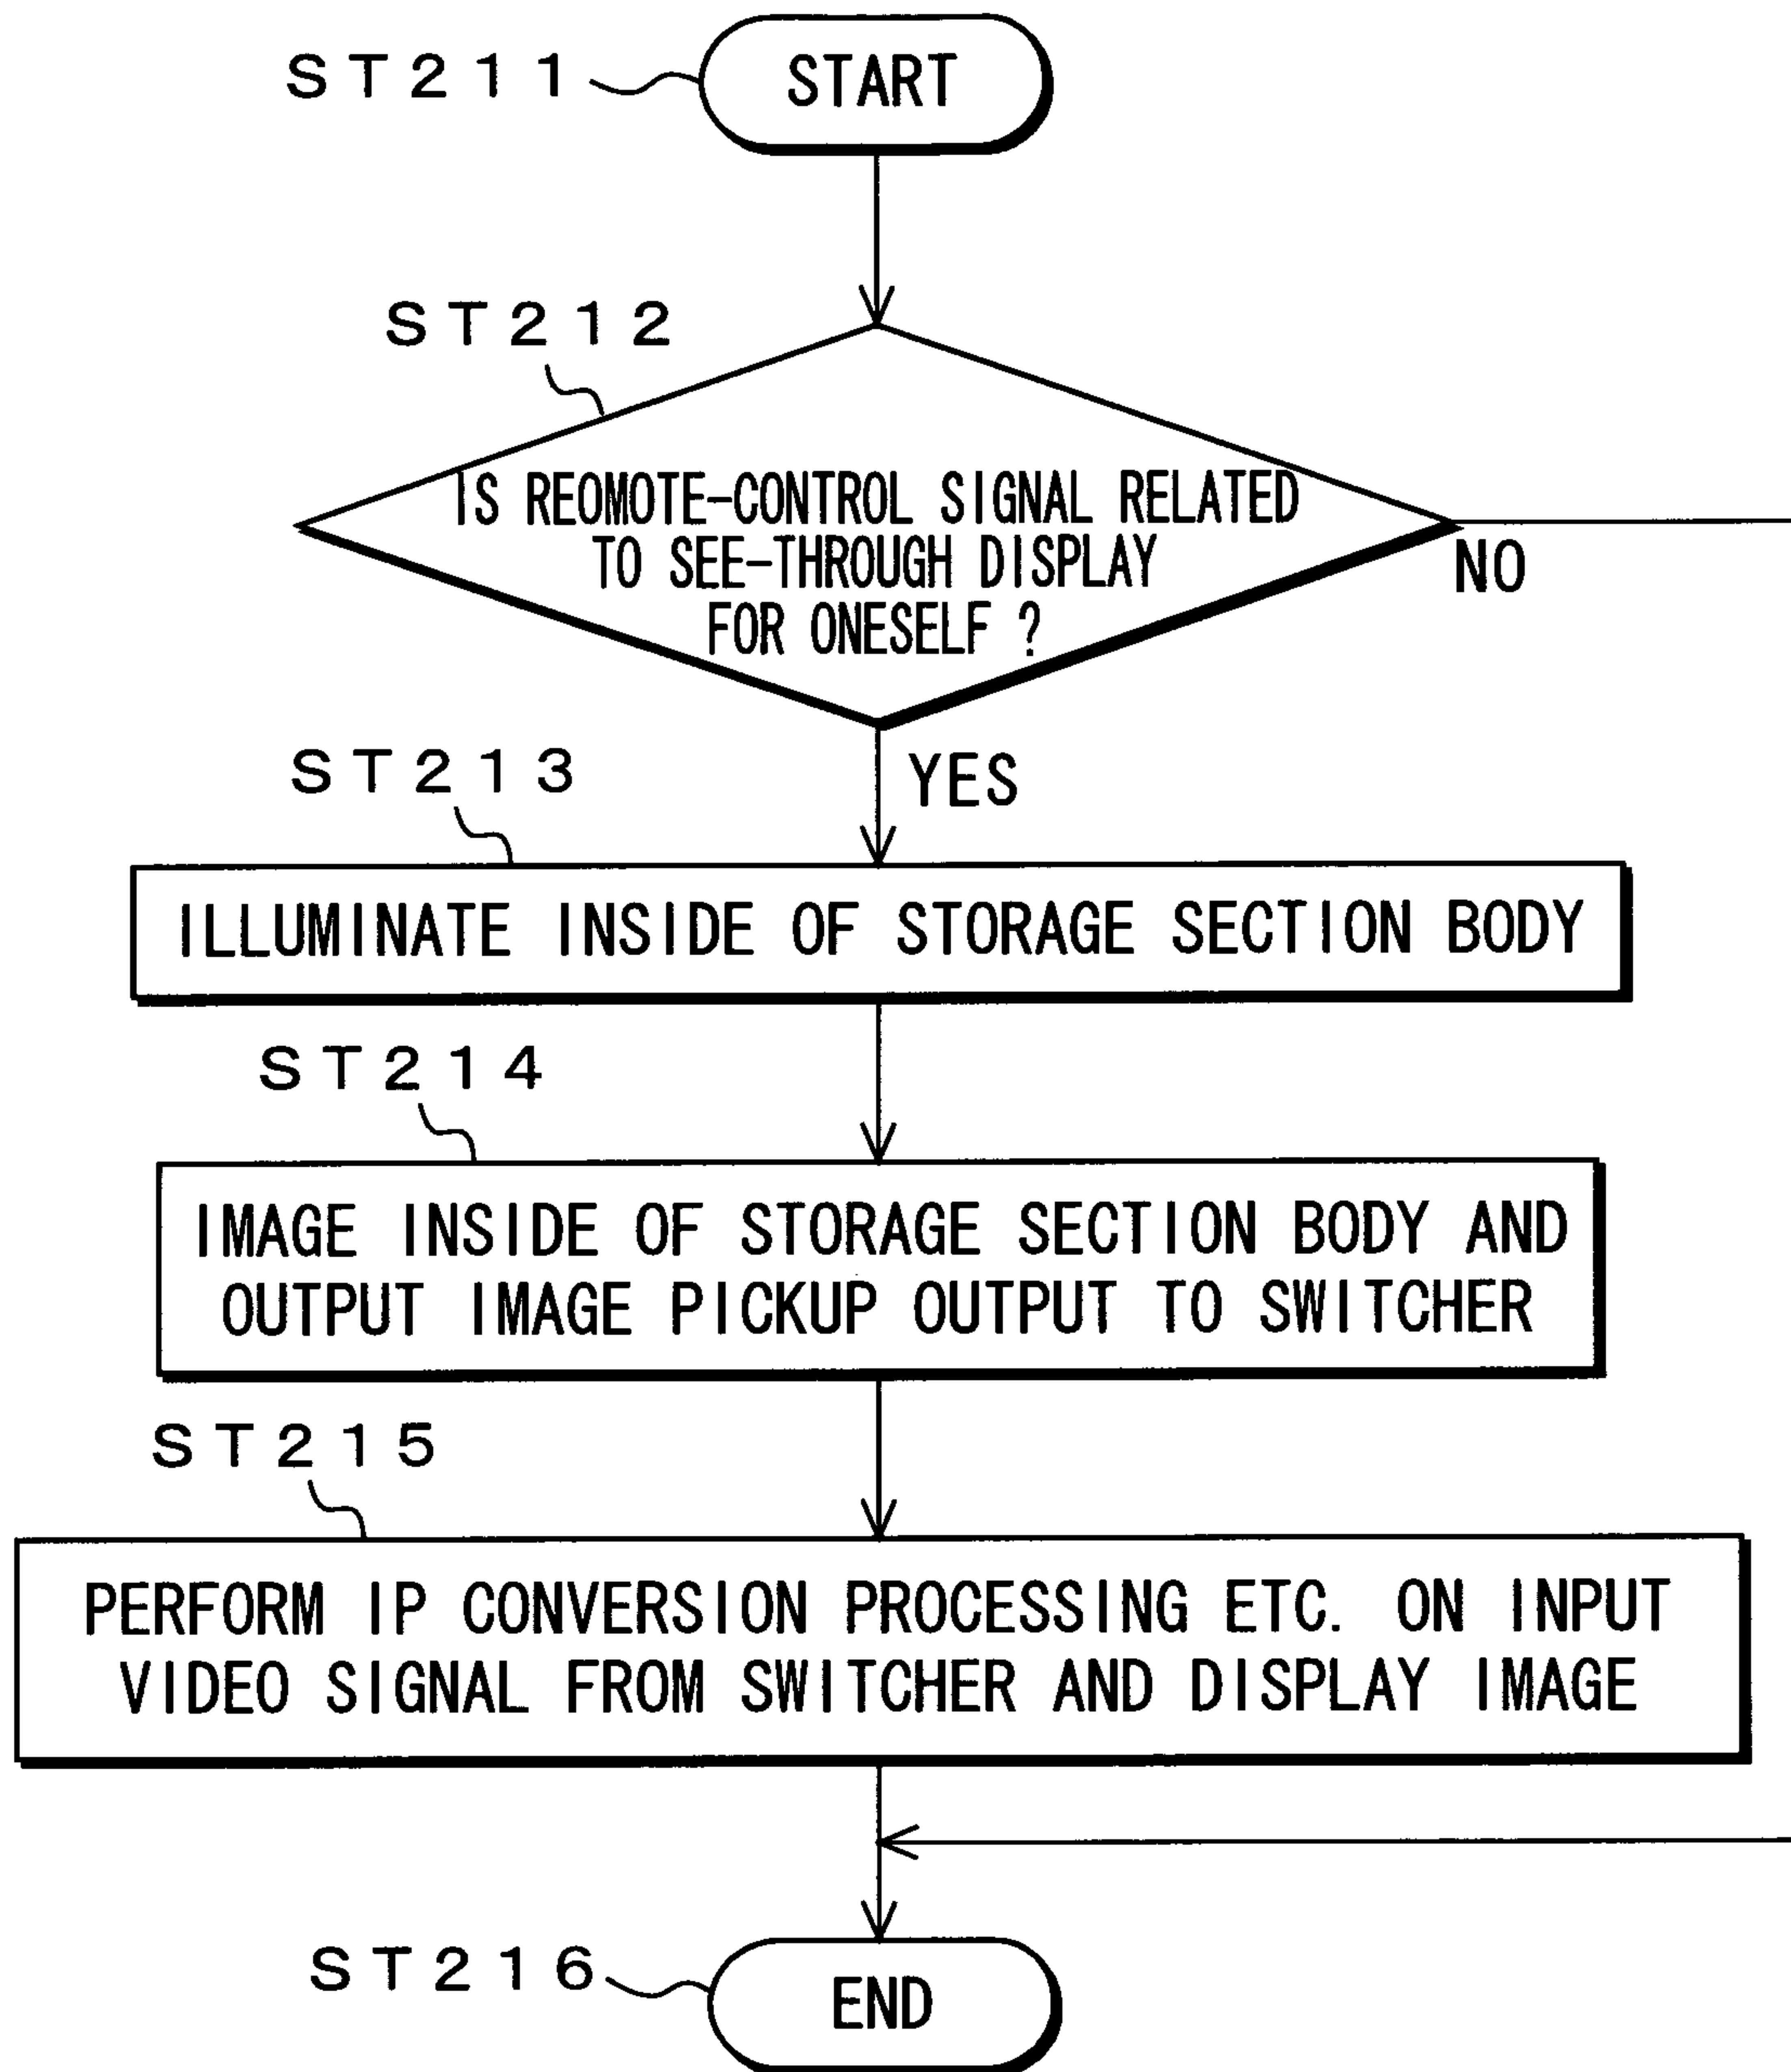 ST211
START
ST212
IS REOMOTE-CONTROL SIGNAL RELATED
TO SEE-THROUGH DISPLAY
FOR ONESELF ?
NO
ST213
YES
ILLUMINATE INSIDE OF STORAGE SECTION BODY
ST214
IMAGE INSIDE OF STORAGE SECTION BODY AND
OUTPUT IMAGE PICKUP OUTPUT TO SWITCHER
ST215
PERFORM IP CONVERSION PROCESSING ETC. ON INPUT
VIDEO SIGNAL FROM SWITCHER AND DISPLAY IMAGE
ST216
END